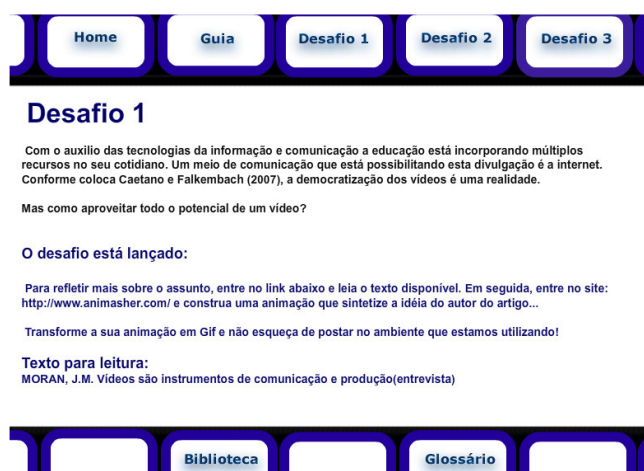 Home Guia Desafio 1 Desafio 2 Desafio 3
Desafio 1
Com o auxilio das tecnologias da informação e comunicação a educação está incorporando múltiplos
recursos no seu cotidiano. Um meio de comunicação que está possibilitando esta divulgação é a internet.
Conforme coloca Caetano e Falkembach (2007), a democratização dos vídeos é uma realidade.
Mas como aproveitar todo o potencial de um vídeo?
O desafio está lançado:
Para refletir mais sobre o assunto, entre no link abaixo e leia o texto disponível. Em seguida, entre no site:
http://www.animasher.com/ e construa uma animação que sintetize a idéia do autor do artigo...
Transforme a sua animação em Gif e não esqueça de postar no ambiente que estamos utilizando!
Texto para leitura:
MORAN, J.M. Vídeos são instrumentos de comunicação e produção(entrevista)
Biblioteca Glossário